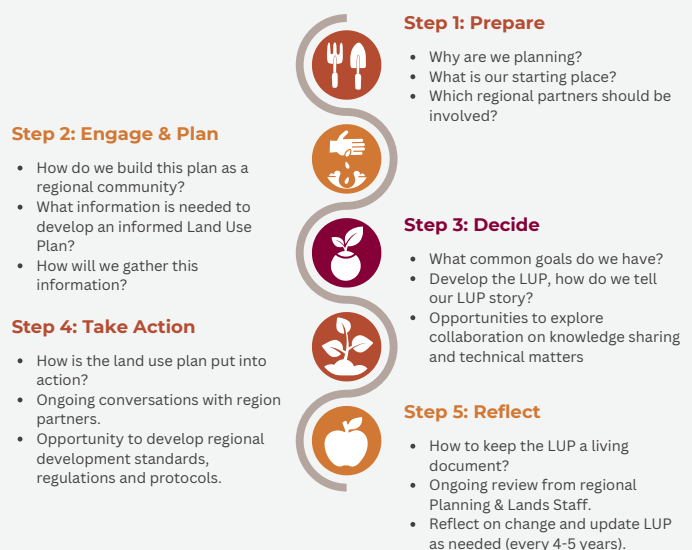 Step 1: Prepare
• Why are we planning?
• What is our starting place?
• Which regional partners should be
involved?
Step 2: Engage & Plan
• How do we build this plan as a
regional community?
• What information is needed to
develop an informed Land Use
Plan?
• How will we gather this
information?
Step 3: Decide
• What common goals do we have?
• Develop the LUP, how do we tell
our LUP story?
• Opportunities to explore
collaboration on knowledge sharing
and technical matters
Step 4: Take Action
• How is the land use plan put into
action?
• Ongoing conversations with region
partners.
• Opportunity to develop regional
development standards,
regulations and protocols.
Step 5: Reflect
• How to keep the LUP a living
document?
• Ongoing review from regional
Planning & Lands Staff.
• Reflect on change and update LUP
as needed (every 4-5 years).